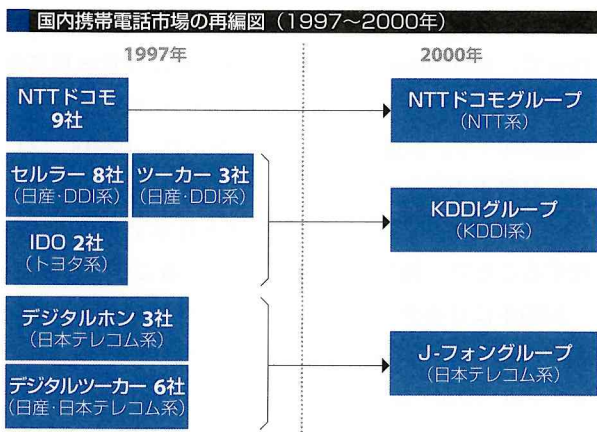 国内携帯電話市場の再編図（1997〜2000年）
1997年
2000年
NTTドコモ
9社
NTTドコモグループ
（NTT系）
セルラー 8社
（日産・DDI系）
ツーカー 3社
（日産・DDI系）
IDO 2社
（トヨタ系）
KDDIグループ
（KDDI系）
デジタルホン 3社
（日本テレコム系）
デジタルツーカー 6社
（日産・日本テレコム系）
J-フォングループ
（日本テレコム系）